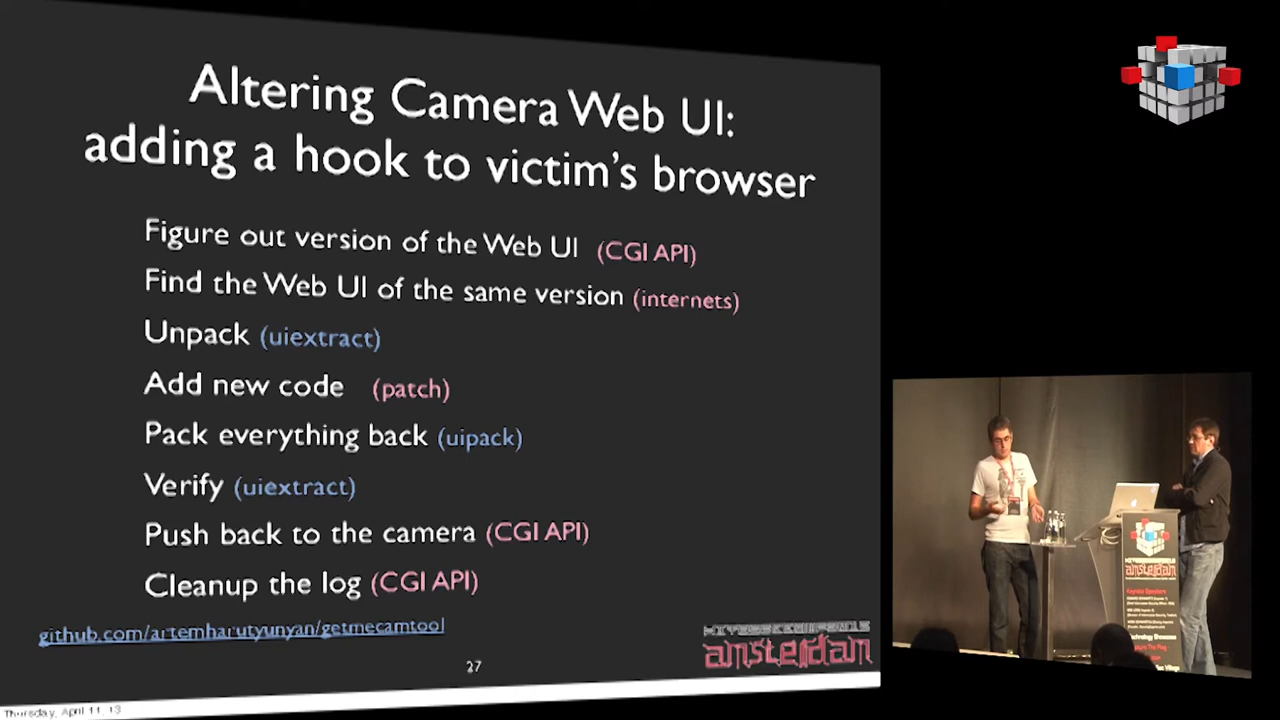 Altering Camera Web UI:
adding a hook to victim's browser
Figure out version of the Web UI (CGI API)
Find the Web UI of the same version (internets)
Unpack (uiextract)
Add new code (patch)
Pack everything back (uipack)
Verify (uiextract)
Push back to the camera (CGI API)
Cleanup the log (CGI API)
github.com/artemharutyunyan/getmecamtool
amsterdam
27
Thursday, April 11, 13
amsterdam
Keynote Speakers